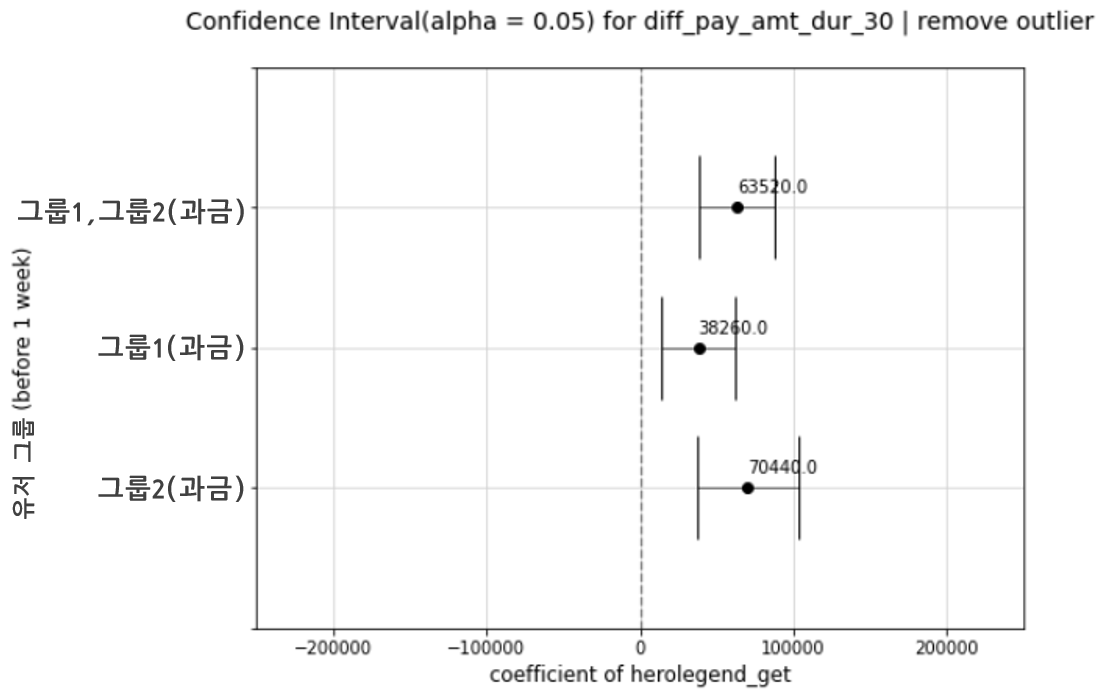 Confidence Interval(alpha = 0.05) for diff_pay_amt_dur_30 | remove outlier
유저 그룹 (before 1 week)
그룹1,그룹2(과금)
63520.0
그룹1(과금)
38260.0
그룹2(과금)
70440.0
−200000 −100000 0 100000 200000
coefficient of herolegend_get